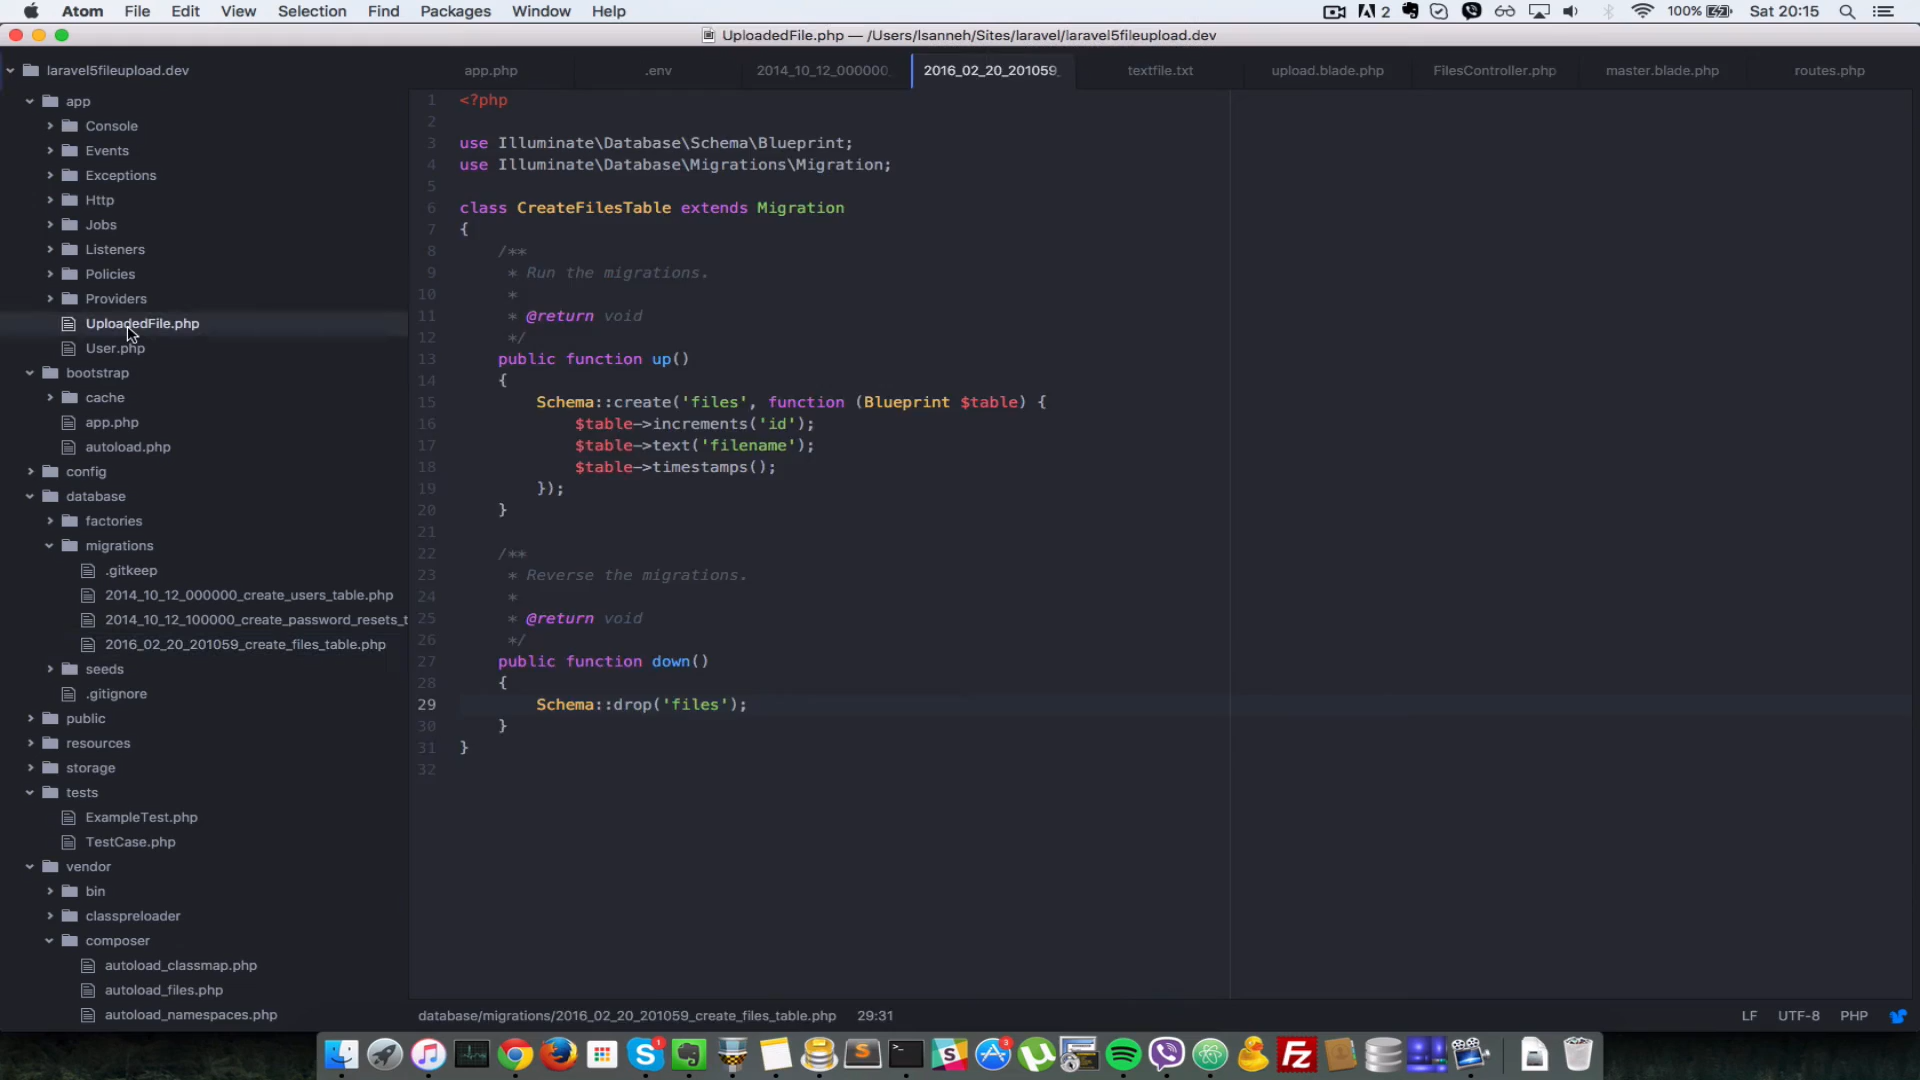 Atom File Edit View Selection Find Packages Window Help 2 100% Sat 20:15
UploadedFile.php — /Users/lsanneh/Sites/laravel/laravel5fileupload.dev
laravel5fileupload.dev
app
Console
Events
Exceptions
Http
Jobs
Listeners
Policies
Providers
UploadedFile.php
User.php
bootstrap
cache
app.php
autoload.php
config
database
factories
migrations
.gitkeep
2014_10_12_000000_create_users_table.php
2014_10_12_100000_create_password_resets_t
2016_02_20_201059_create_files_table.php
seeds
.gitignore
public
resources
storage
tests
ExampleTest.php
TestCase.php
vendor
bin
classpreloader
composer
autoload_classmap.php
autoload_files.php
autoload_namespaces.php
app.php .env 2014_10_12_000000_ 2016_02_20_201059_ textfile.txt upload.blade.php FilesController.php master.blade.php routes.php
1 <?php
2
3 use Illuminate\Database\Schema\Blueprint;
4 use Illuminate\Database\Migrations\Migration;
5
6 class CreateFilesTable extends Migration
7 {
8 /**
9 * Run the migrations.
10 *
11 * @return void
12 */
13 public function up()
14 {
15 Schema::create('files', function (Blueprint $table) {
16 $table->increments('id');
17 $table->text('filename');
18 $table->timestamps();
19 });
20 }
21
22 /**
23 * Reverse the migrations.
24 *
25 * @return void
26 */
27 public function down()
28 {
29 Schema::drop('files');
30 }
31 }
32
database/migrations/2016_02_20_201059_create_files_table.php 29:31 LF UTF-8 PHP